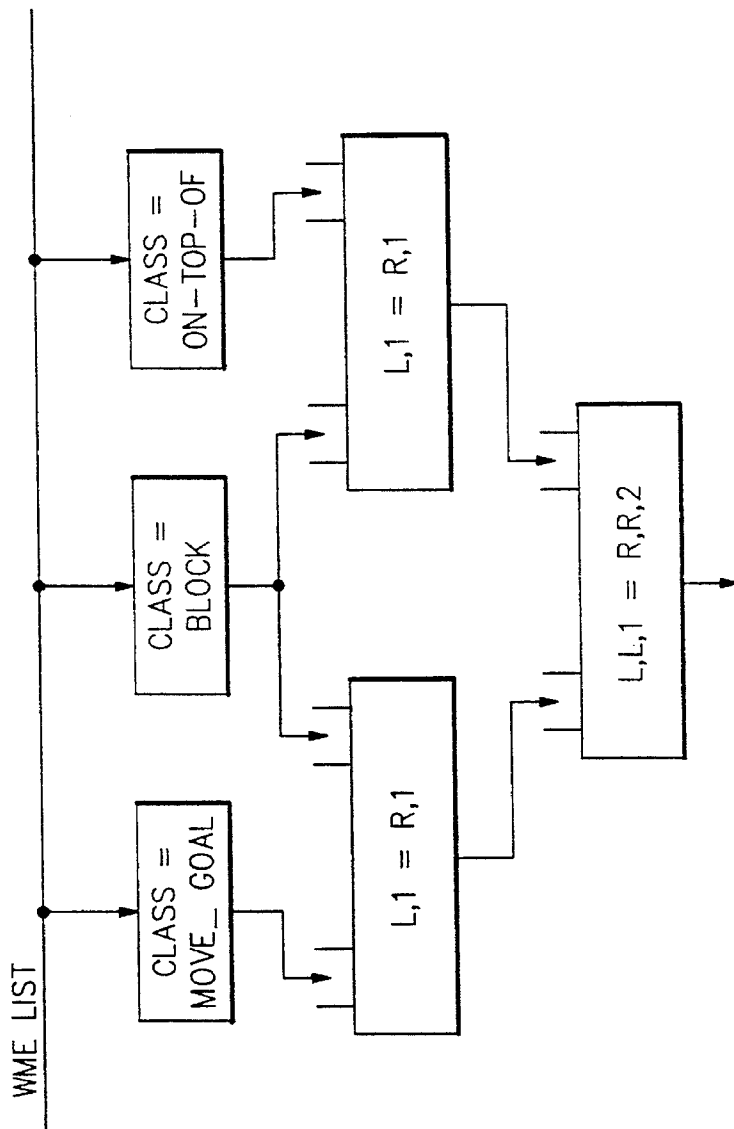 WME LIST
CLASS =
MOVE_ GOAL
CLASS =
BLOCK
CLASS =
ON-TOP-OF
L,1 = R,1
L,1 = R,1
L,L,1 = R,R,2